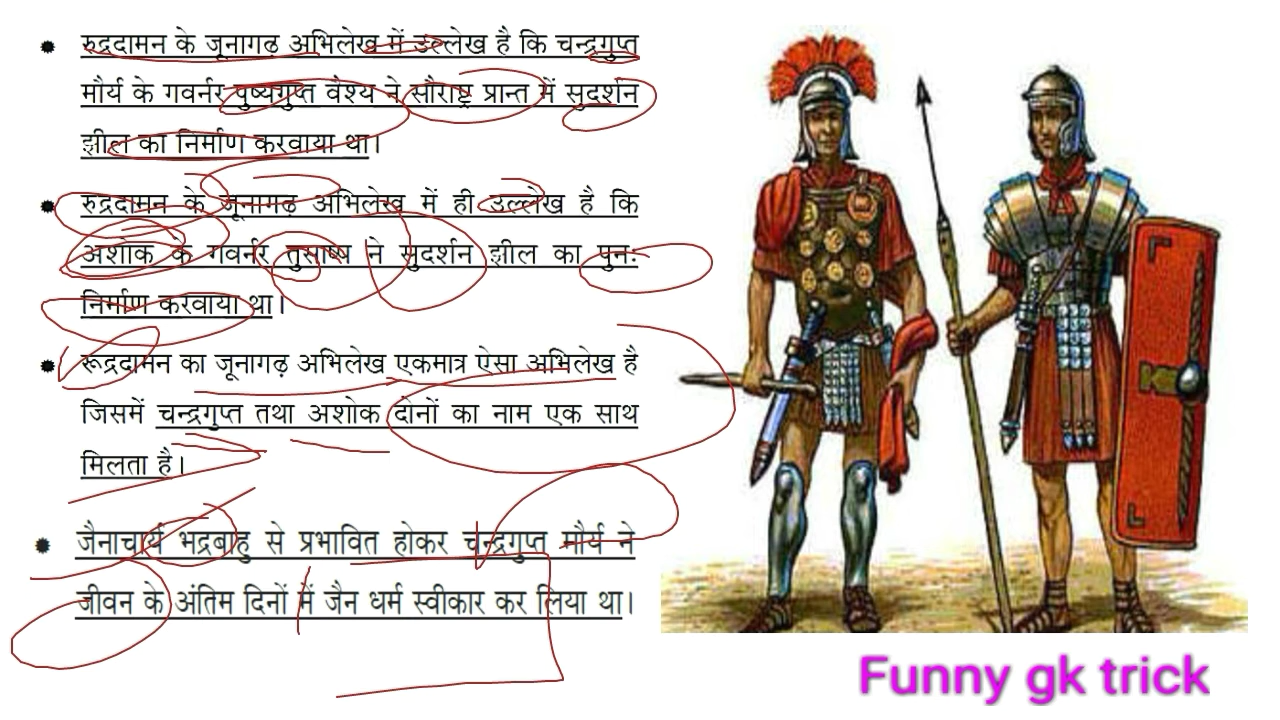 रुद्रदामन के जूनागढ अभिलेख में उल्लेख है कि चन्द्रगुप्त
मौर्य के गवर्नर पुष्यगुप्त वैश्य ने सौराष्ट्र प्रान्त में सुदर्शन
झील का निर्माण करवाया था।
रुद्रदामन के जूनागढ़ अभिलेख में ही उल्लेख है कि
अशोक के गवर्नर तुसाष्प ने सुदर्शन झील का पुनः
निर्माण करवाया था।
रूद्रदामन का जूनागढ़ अभिलेख एकमात्र ऐसा अभिलेख है
जिसमें चन्द्रगुप्त तथा अशोक दोनों का नाम एक साथ
मिलता है।
जैनाचार्य भद्रबाहु से प्रभावित होकर चन्द्रगुप्त मौर्य ने
जीवन के अंतिम दिनों में जैन धर्म स्वीकार कर लिया था।
Funny gk trick